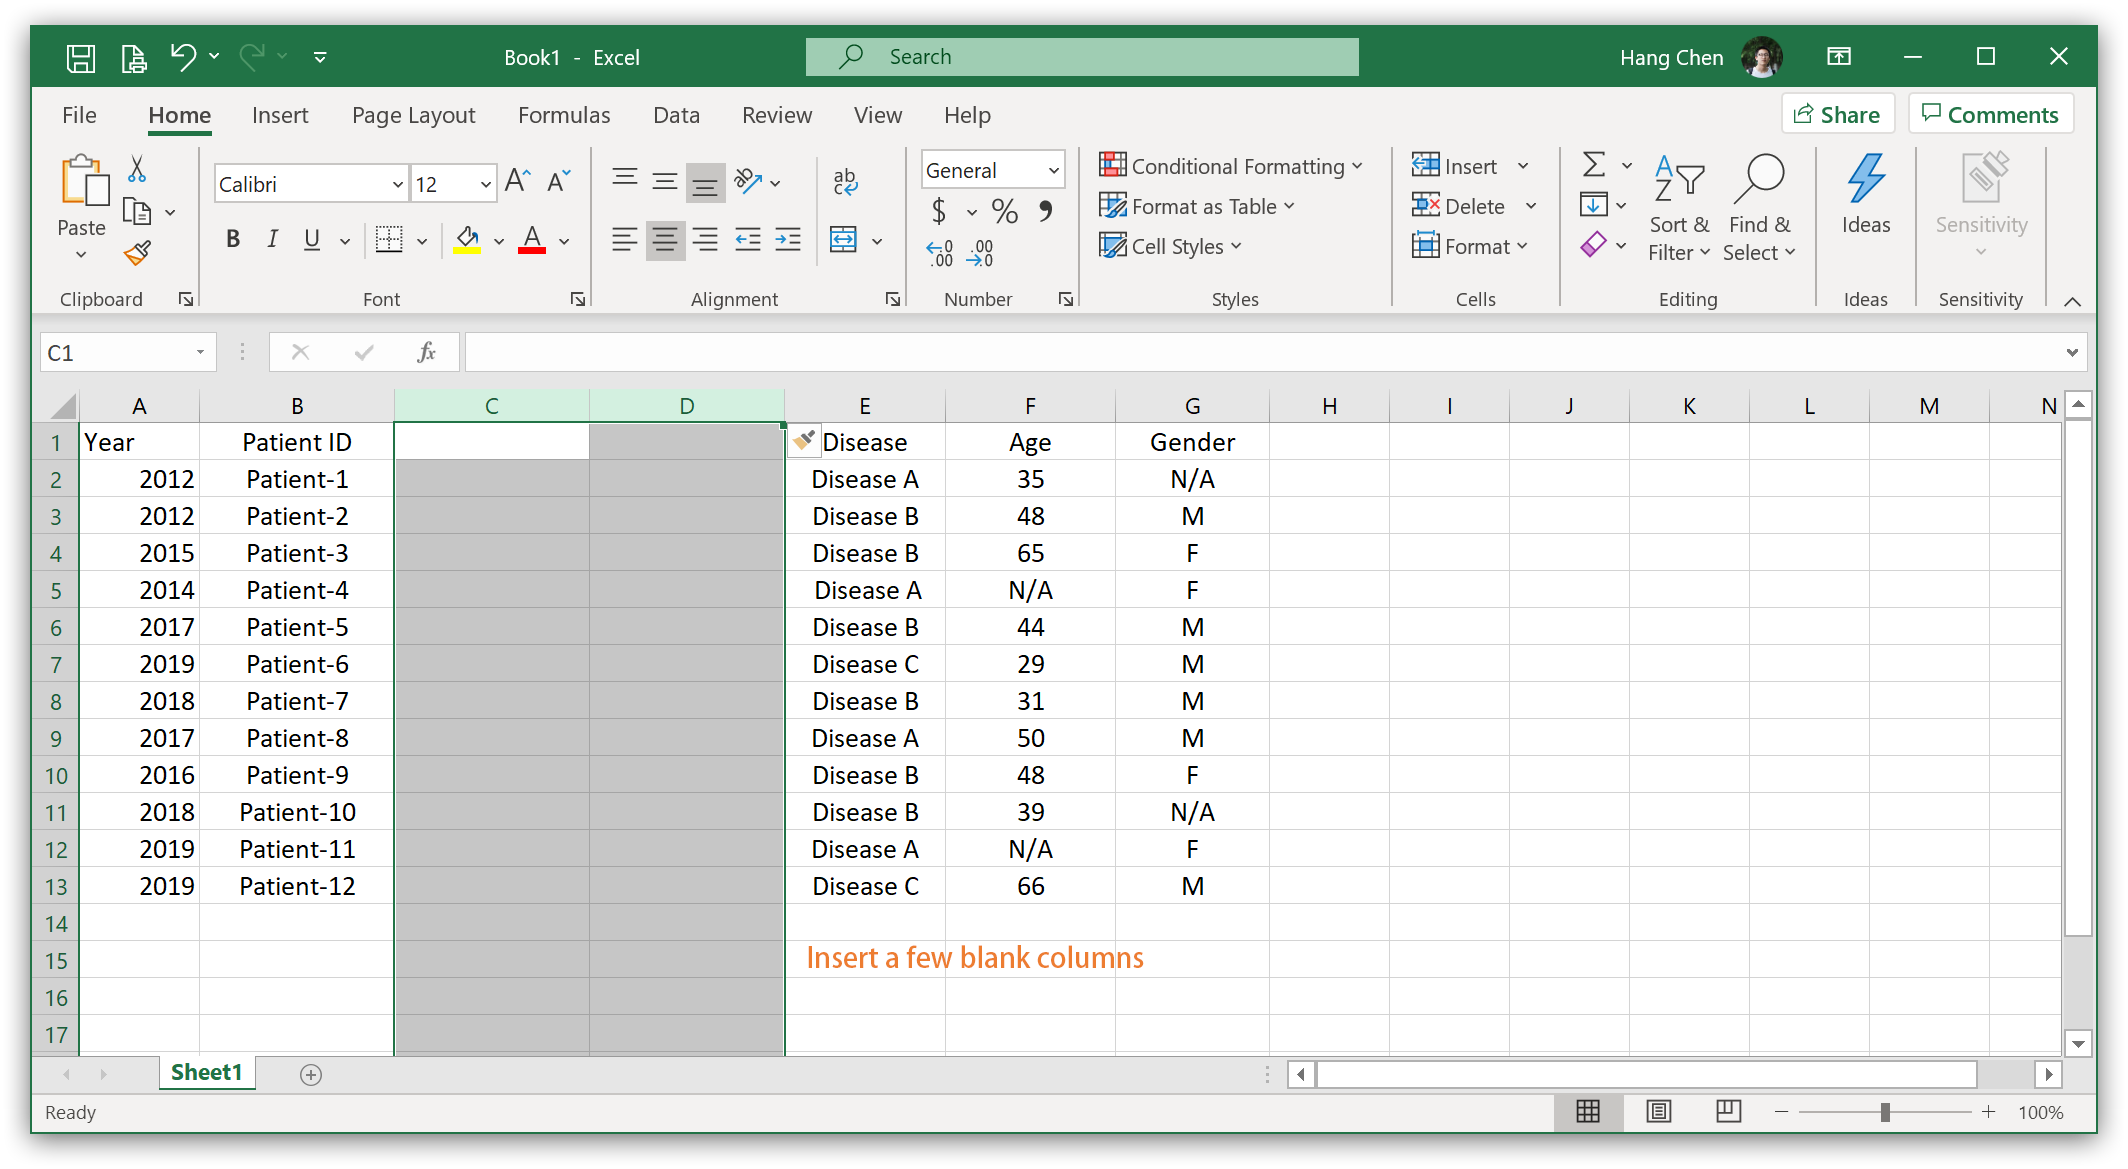 Book1 - Excel
Search
Hang Chen
File Home Insert Page Layout Formulas Data Review View Help
Share
Comments
Paste
Clipboard
Calibri 12
A A
B I U A
Font
ab
c
Alignment
General
$ % ,
.0 .00
.00 .0
Number
Conditional Formatting
Format as Table
Cell Styles
Styles
Insert
Delete
Format
Cells
Σ
A
Z
Sort &
Filter
Find &
Select
Editing
Ideas
Ideas
Sensitivity
Sensitivity
C1
fx
A B C D E F G H I J K L M N
1 Year Patient ID Disease Age Gender
2 2012 Patient-1 Disease A 35 N/A
3 2012 Patient-2 Disease B 48 M
4 2015 Patient-3 Disease B 65 F
5 2014 Patient-4 Disease A N/A F
6 2017 Patient-5 Disease B 44 M
7 2019 Patient-6 Disease C 29 M
8 2018 Patient-7 Disease B 31 M
9 2017 Patient-8 Disease A 50 M
10 2016 Patient-9 Disease B 48 F
11 2018 Patient-10 Disease B 39 N/A
12 2019 Patient-11 Disease A N/A F
13 2019 Patient-12 Disease C 66 M
14
15 Insert a few blank columns
16
17
Sheet1
Ready
100%